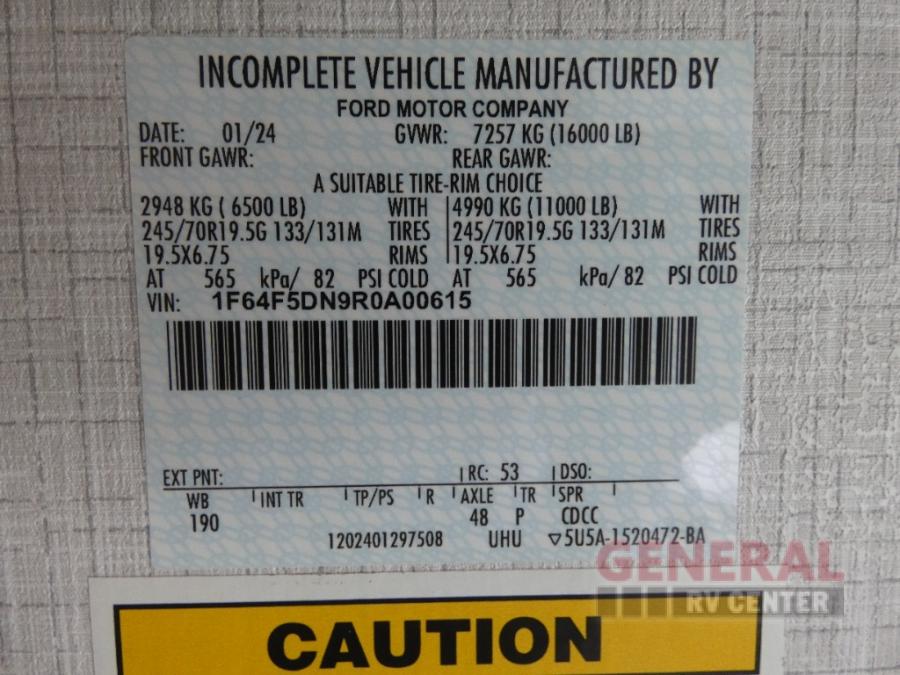 INCOMPLETE VEHICLE MANUFACTURED BY
FORD MOTOR COMPANY
DATE: 01/24 GVWR: 7257 KG (16000 LB)
FRONT GAWR: REAR GAWR:
A SUITABLE TIRE-RIM CHOICE
2948 KG ( 6500 LB) WITH 4990 KG (11000 LB) WITH
245/70R19.5G 133/131M TIRES 245/70R19.5G 133/131M TIRES
19.5X6.75 RIMS 19.5X6.75 RIMS
AT 565 kPa/ 82 PSI COLD AT 565 kPa/ 82 PSI COLD
VIN: 1F64F5DN9R0A00615
EXT PNT: RC: 53 DSO:
WB INT TR TP/PS R AXLE TR SPR
190 48 P CDCC
1202401297508 UHU ▽5U5A-1520472-BA
GENERAL
RV CENTER
CAUTION